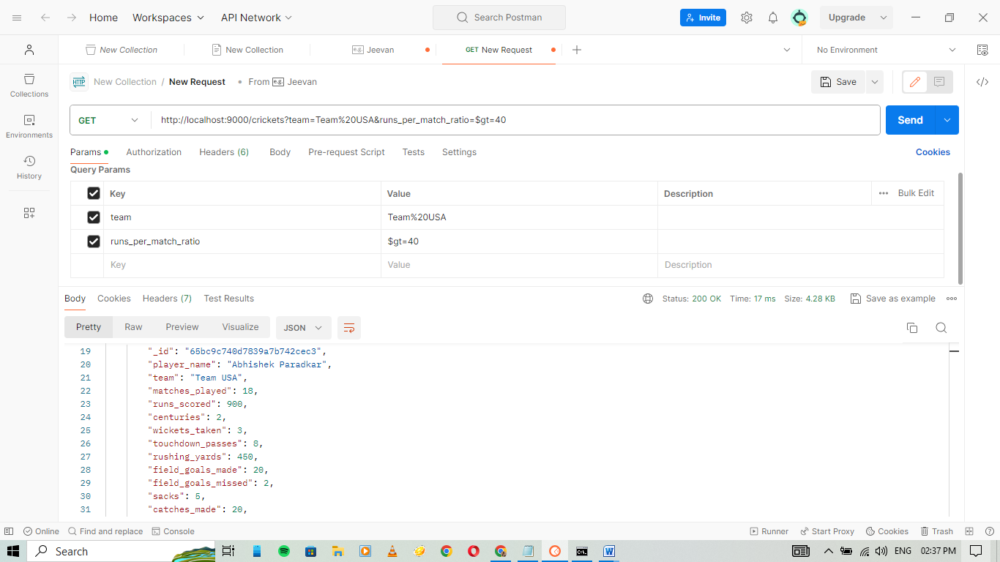 Home Workspaces API Network Search Postman Invite Upgrade
New Collection New Collection e.g. Jeevan GET New Request No Environment
HTTP New Collection / New Request • From e.g. Jeevan Save
Collections
Environments
History
GET http://localhost:9000/crickets?team=Team%20USA&runs_per_match_ratio=$gt=40 Send
Params Authorization Headers (6) Body Pre-request Script Tests Settings Cookies
Query Params
Key Value Description Bulk Edit
team Team%20USA
runs_per_match_ratio $gt=40
Key Value Description
Body Cookies Headers (7) Test Results Status: 200 OK Time: 17 ms Size: 4.28 KB Save as example
Pretty Raw Preview Visualize JSON
19 "_id": "65bc9c740d7839a7b742cec3",
20 "player_name": "Abhishek Paradkar",
21 "team": "Team USA",
22 "matches_played": 18,
23 "runs_scored": 900,
24 "centuries": 2,
25 "wickets_taken": 3,
26 "touchdown_passes": 8,
27 "rushing_yards": 450,
28 "field_goals_made": 20,
29 "field_goals_missed": 2,
30 "sacks": 5,
31 "catches_made": 20,
Online Find and replace Console Runner Start Proxy Cookies Trash
Search ENG 02:37 PM